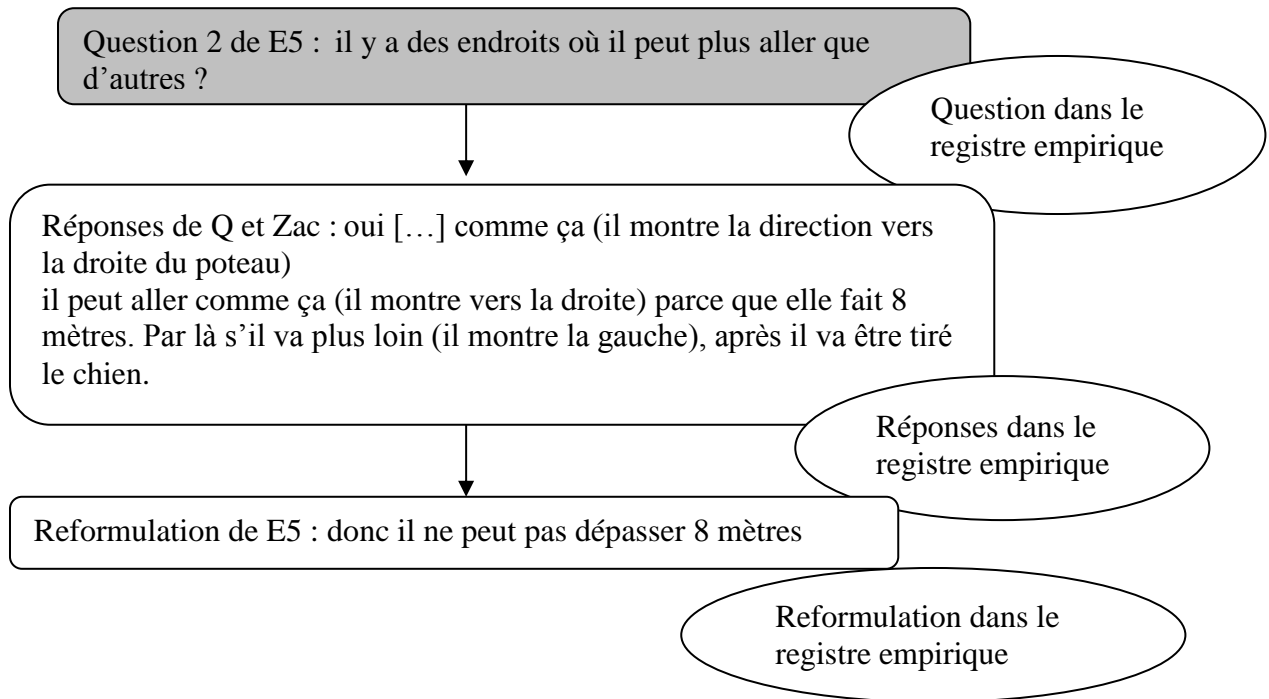 Question 2 de E5 :  il y a des endroits où il peut plus aller que
d’autres ?
Question dans le
registre empirique
Réponses de Q et Zac : oui […] comme ça (il montre la direction vers
la droite du poteau)
il peut aller comme ça (il montre vers la droite) parce que elle fait 8
mètres. Par là s’il va plus loin (il montre la gauche), après il va être tiré
le chien.
Réponses dans le
registre empirique
Reformulation de E5 : donc il ne peut pas dépasser 8 mètres
Reformulation dans le
registre empirique